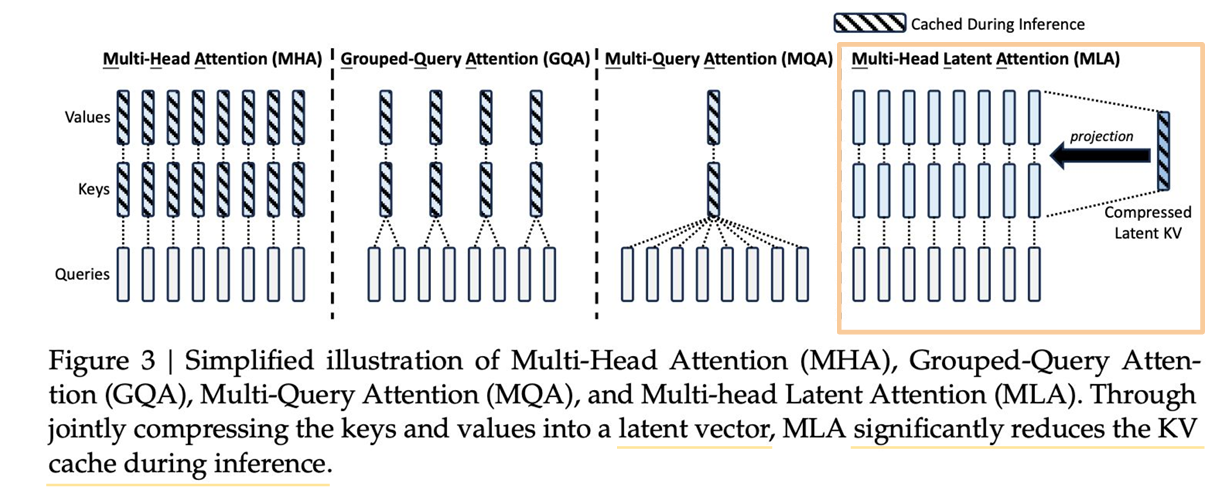 Cached During Inference
Multi-Head Attention (MHA)
Grouped-Query Attention (GQA)
Multi-Query Attention (MQA)
Multi-Head Latent Attention (MLA)
Values
Keys
Queries
projection
Compressed
Latent KV
Figure 3 | Simplified illustration of Multi-Head Attention (MHA), Grouped-Query Atten-
tion (GQA), Multi-Query Attention (MQA), and Multi-head Latent Attention (MLA). Through
jointly compressing the keys and values into a latent vector, MLA significantly reduces the KV
cache during inference.